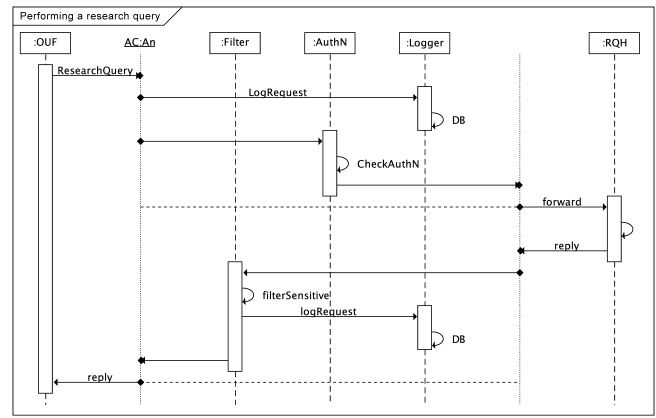 Performing a research query
:OUF
AC:An
:Filter
:AuthN
:Logger
:RQH
ResearchQuery
LogRequest
DB
CheckAuthN
forward
reply
filterSensitive
logRequest
DB
reply